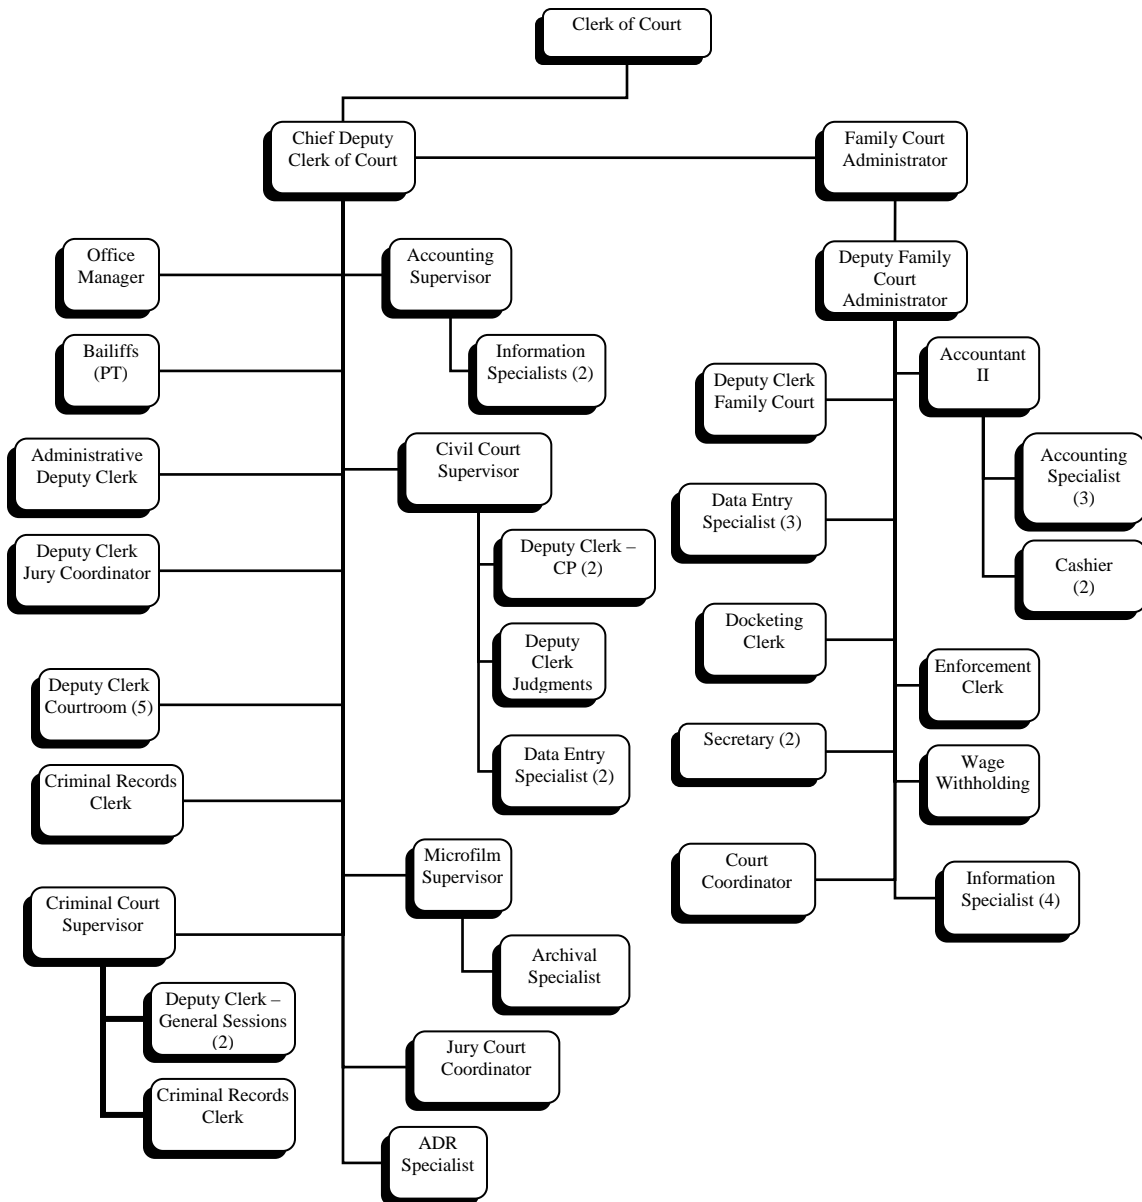 Clerk of Court
Chief Deputy
Clerk of Court
Family Court
Administrator
Office
Manager
Accounting
Supervisor
Deputy Family
Court
Administrator
Bailiffs
(PT)
Information
Specialists (2)
Accountant
II
Deputy Clerk
Family Court
Administrative
Deputy Clerk
Civil Court
Supervisor
Accounting
Specialist
(3)
Data Entry
Specialist (3)
Deputy Clerk
Jury Coordinator
Deputy Clerk –
CP (2)
Cashier
(2)
Docketing
Clerk
Deputy
Clerk
Judgments
Deputy Clerk
Courtroom (5)
Enforcement
Clerk
Secretary (2)
Data Entry
Specialist (2)
Wage
Withholding
Criminal Records
Clerk
Microfilm
Supervisor
Court
Coordinator
Information
Specialist (4)
Criminal Court
Supervisor
Archival
Specialist
Deputy Clerk –
General Sessions
(2)
Jury Court
Coordinator
Criminal Records
Clerk
ADR
Specialist